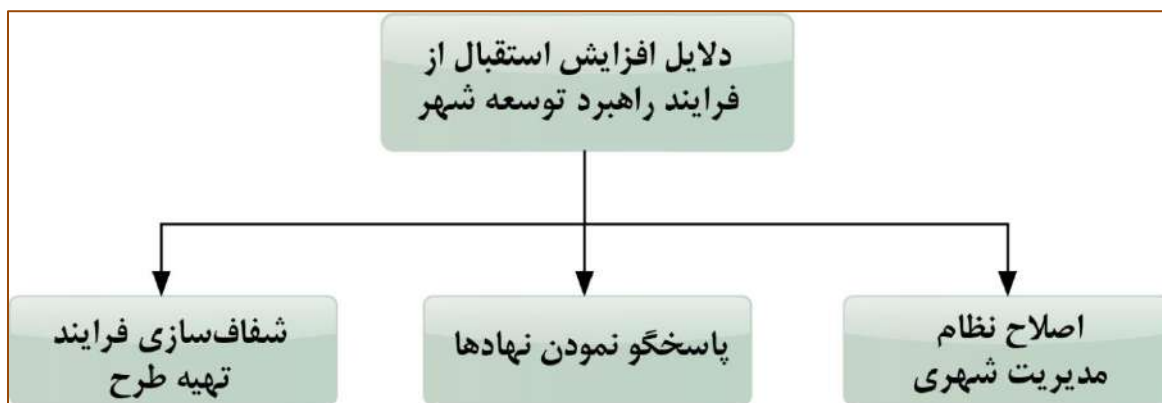 دلایل افزایش استقبال از
فرایند راهبرد توسعه شهر
اصلاح نظام
مدیریت شهری
پاسخگو نمودن نهادها
شفاف‌سازی فرایند
تهیه طرح